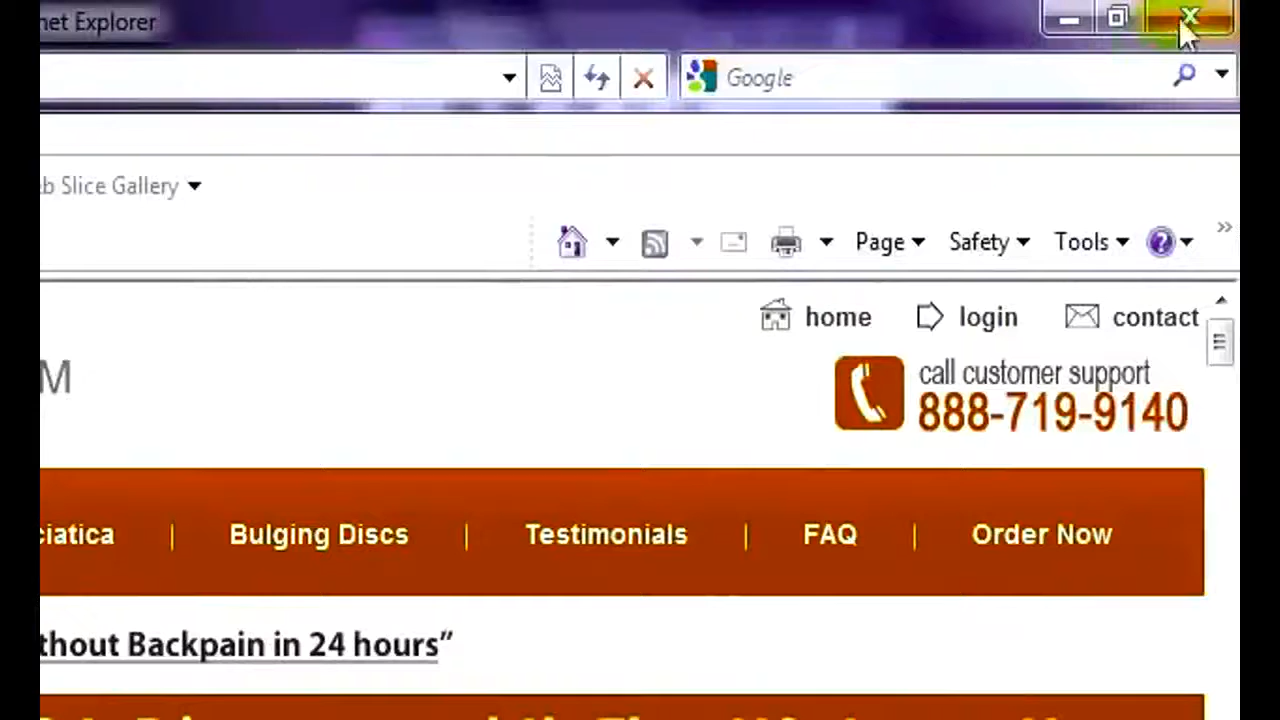 net Explorer
Google
b Slice Gallery
Page Safety Tools
home login contact
M
call customer support
888-719-9140
ciatica | Bulging Discs | Testimonials | FAQ | Order Now
thout Backpain in 24 hours”